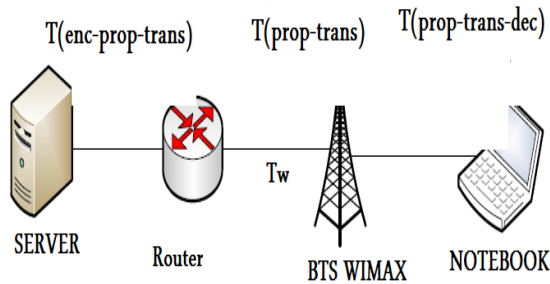 T(enc-prop-trans)
T(prop-trans)
T(prop-trans-dec)
Tw
SERVER
Router
BTS WIMAX
NOTEBOOK